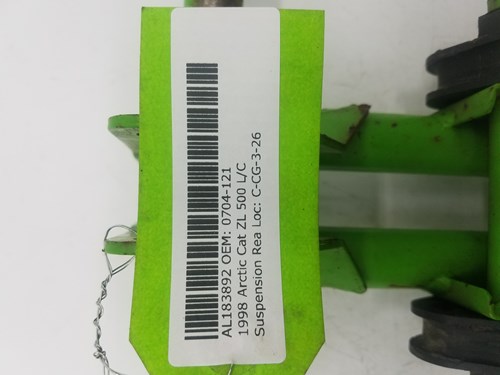 AL183892 OEM: 0704-121
1998 Arctic Cat ZL 500 L/C
Suspension Rea Loc: C-CG-3-26